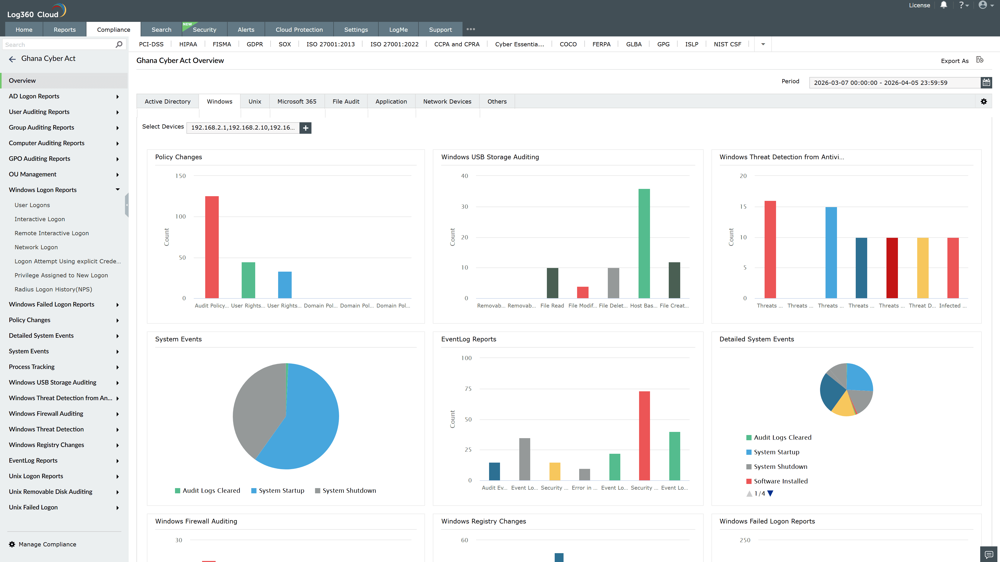 Log360 Cloud
License
?
Home
Reports
Compliance
Search
NEW
Security
Alerts
Cloud Protection
Settings
LogMe
Support
Search
PCI-DSS
HIPAA
FISMA
GDPR
SOX
ISO 27001:2013
ISO 27001:2022
CCPA and CPRA
Cyber Essentia...
COCO
FERPA
GLBA
GPG
ISLP
NIST CSF
Ghana Cyber Act
Overview
AD Logon Reports
User Auditing Reports
Group Auditing Reports
Computer Auditing Reports
GPO Auditing Reports
OU Management
Windows Logon Reports
User Logons
Interactive Logon
Remote Interactive Logon
Network Logon
Logon Attempt Using explicit Crede...
Privilege Assigned to New Logon
Radius Logon History(NPS)
Windows Failed Logon Reports
Policy Changes
Detailed System Events
System Events
Process Tracking
Windows USB Storage Auditing
Windows Threat Detection from An...
Windows Firewall Auditing
Windows Threat Detection
Windows Registry Changes
EventLog Reports
Unix Logon Reports
Unix Removable Disk Auditing
Unix Failed Logon
Manage Compliance
Ghana Cyber Act Overview
Export As
Period
2026-03-07 00:00:00 - 2026-04-05 23:59:59
Active Directory
Windows
Unix
Microsoft 365
File Audit
Application
Network Devices
Others
Select Devices
192.168.2.1,192.168.2.10,192.16...
Policy Changes
150
100
50
0
Count
Audit Policy...
User Rights...
User Rights...
Domain Pol...
Domain Pol...
Domain Pol...
Windows USB Storage Auditing
40
30
20
10
0
Count
Removab...
Removab...
File Read
File Modif...
File Delet...
Host Bas...
File Creat...
Windows Threat Detection from Antivi...
20
15
10
5
0
Count
Threats ...
Threats ...
Threats ...
Threats ...
Threats ...
Threat D...
Infected ...
System Events
Audit Logs Cleared
System Startup
System Shutdown
EventLog Reports
100
75
50
25
0
Count
Audit Ev...
Event Lo...
Security ...
Error in ...
Event Lo...
Security ...
Event Lo...
Detailed System Events
Audit Logs Cleared
System Startup
System Shutdown
Software Installed
1/4
Windows Firewall Auditing
30
Windows Registry Changes
60
Windows Failed Logon Reports
250